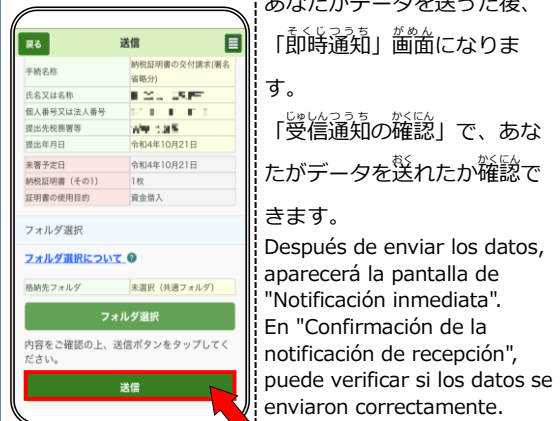 戻る 送信
手続名称 納税証明書の交付請求(署名省略分)
氏名又は名称
個人番号又は法人番号
提出先税務署等
提出年月日 令和4年10月21日
来署予定日 令和4年10月21日
納税証明書（その1） 1枚
証明書の使用目的 資金借入
フォルダ選択
フォルダ選択について
格納先フォルダ 未選択（共通フォルダ）
フォルダ選択
内容をご確認の上、送信ボタンをタップしてく
ださい。
送信
あなたがデータを送った後、
「即時通知」画面になりま
す。
「受信通知の確認」で、あな
たがデータを送れたか確認で
きます。
Después de enviar los datos,
aparecerá la pantalla de
"Notificación inmediata".
En "Confirmación de la
notificación de recepción",
puede verificar si los datos se
enviaron correctamente.